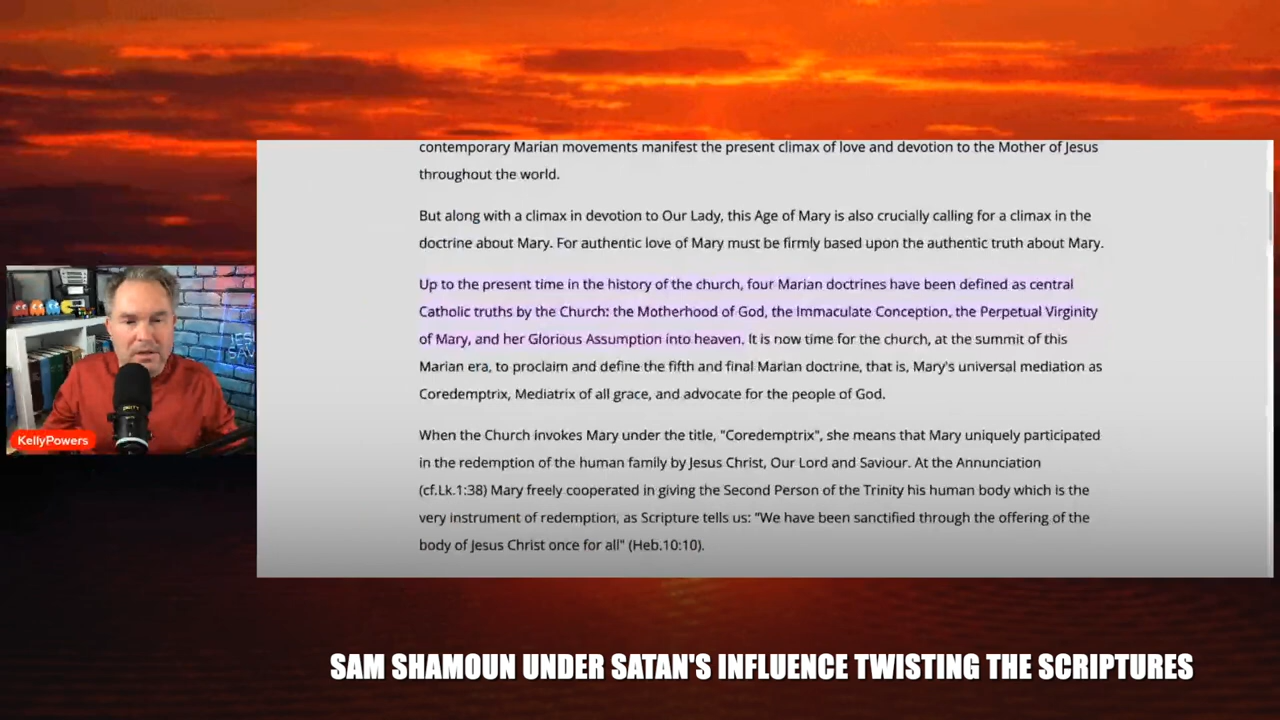 contemporary Marian movements manifest the present climax of love and devotion to the Mother of Jesus
throughout the world.
But along with a climax in devotion to Our Lady, this Age of Mary is also crucially calling for a climax in the
doctrine about Mary. For authentic love of Mary must be firmly based upon the authentic truth about Mary.
Up to the present time in the history of the church, four Marian doctrines have been defined as central
Catholic truths by the Church: the Motherhood of God, the Immaculate Conception, the Perpetual Virginity
of Mary, and her Glorious Assumption into heaven. It is now time for the church, at the summit of this
Marian era, to proclaim and define the fifth and final Marian doctrine, that is, Mary's universal mediation as
Coredemptrix, Mediatrix of all grace, and advocate for the people of God.
When the Church invokes Mary under the title, "Coredemptrix", she means that Mary uniquely participated
in the redemption of the human family by Jesus Christ, Our Lord and Saviour. At the Annunciation
(cf.Lk.1:38) Mary freely cooperated in giving the Second Person of the Trinity his human body which is the
very instrument of redemption, as Scripture tells us: "We have been sanctified through the offering of the
body of Jesus Christ once for all" (Heb.10:10).
JES
SAV
KellyPowers
SAM SHAMOUN UNDER SATAN'S INFLUENCE TWISTING THE SCRIPTURES